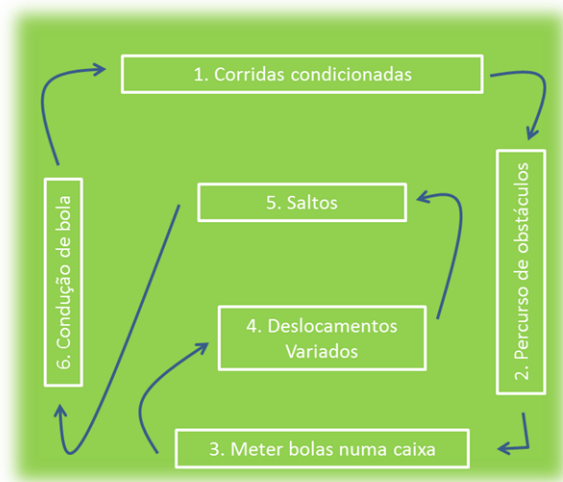 1. Corridas condicionadas
2. Percurso de obstáculos
3. Meter bolas numa caixa
4. Deslocamentos
Variados
5. Saltos
6. Condução de bola